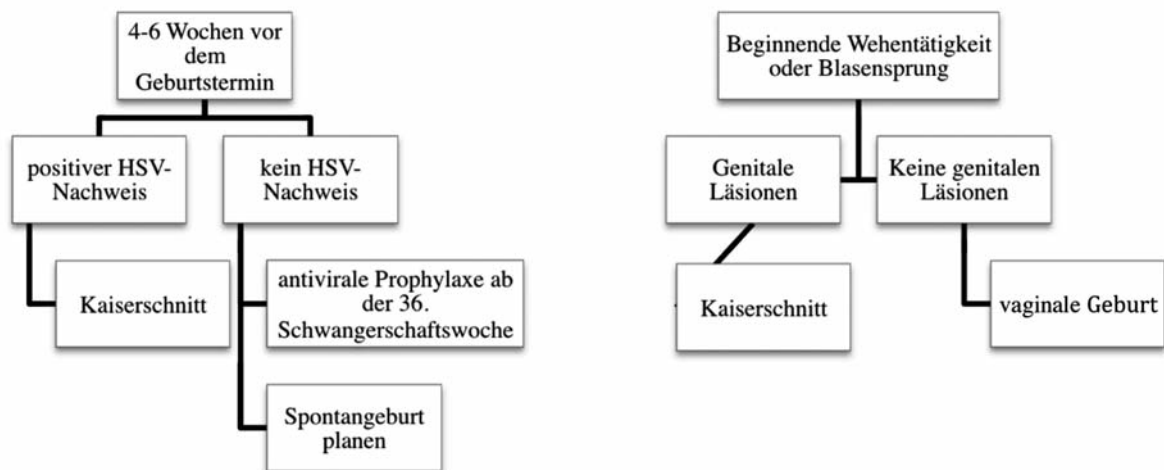 4-6 Wochen vor
dem
Geburtstermin
positiver HSV-
Nachweis
kein HSV-
Nachweis
Kaiserschnitt
antivirale Prophylaxe ab
der 36.
Schwangerschaftswoche
Spontangeburt
planen
Beginnende Wehentätigkeit
oder Blasensprung
Genitale
Läsionen
Keine genitalen
Läsionen
Kaiserschnitt
vaginale Geburt